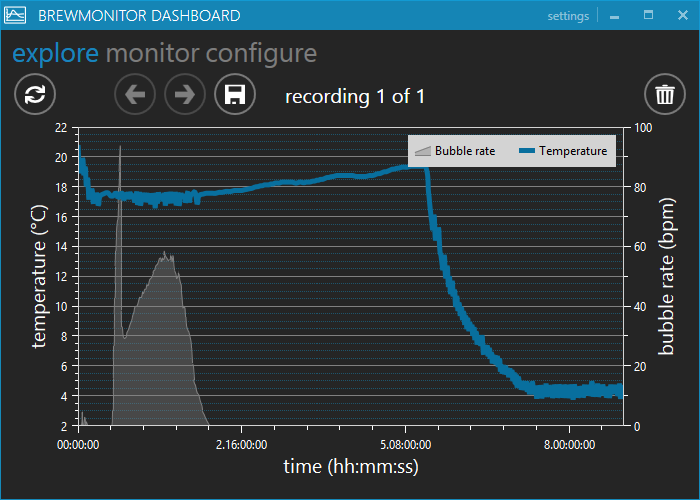 BREWMONITOR DASHBOARD
settings
explore monitor configure
recording 1 of 1
Bubble rate
Temperature
22
20
18
16
14
12
10
8
6
4
2
temperature (°C)
100
80
60
40
20
0
bubble rate (bpm)
00:00:00
2.16:00:00
5.08:00:00
8.00:00:00
time (hh:mm:ss)